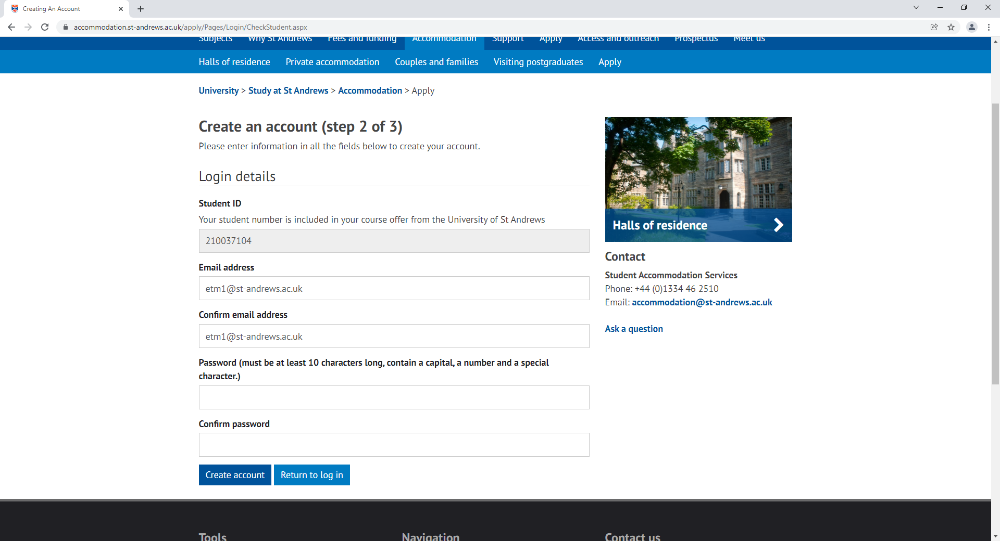 Creating An Account
accommodation.st-andrews.ac.uk/apply/Pages/Login/CheckStudent.aspx
Subjects Why St Andrews Fees and funding Accommodation Support Apply Access and outreach Prospectus Meet us
Halls of residence Private accommodation Couples and families Visiting postgraduates Apply
University > Study at St Andrews > Accommodation > Apply
Create an account (step 2 of 3)
Please enter information in all the fields below to create your account.
Login details
Student ID
Your student number is included in your course offer from the University of St Andrews
210037104
Email address
etm1@st-andrews.ac.uk
Confirm email address
etm1@st-andrews.ac.uk
Password (must be at least 10 characters long, contain a capital, a number and a special
character.)
Confirm password
Create account Return to log in
Halls of residence
Contact
Student Accommodation Services
Phone: +44 (0)1334 46 2510
Email: accommodation@st-andrews.ac.uk
Ask a question
Tools Navigation Contact us